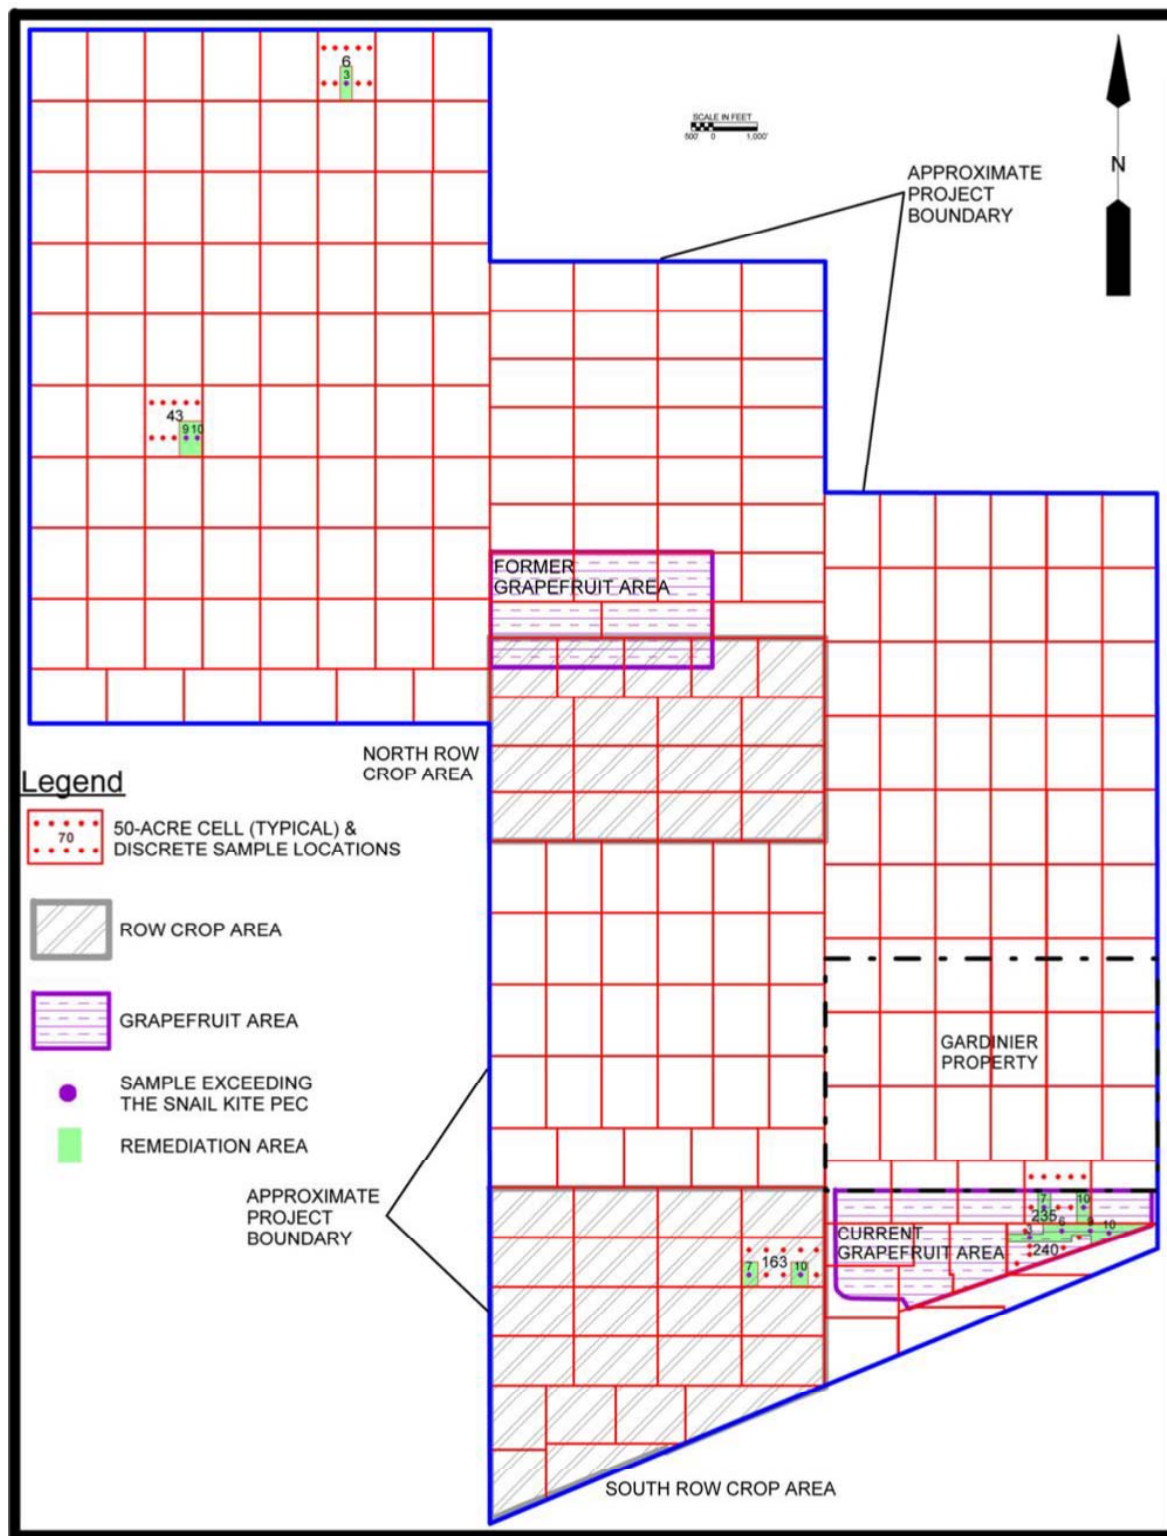 6
3
SCALE IN FEET
500' 0 1,000'
N
APPROXIMATE
PROJECT
BOUNDARY
43
9 10
FORMER
GRAPEFRUIT AREA
NORTH ROW
CROP AREA
Legend
70
50-ACRE CELL (TYPICAL) &
DISCRETE SAMPLE LOCATIONS
ROW CROP AREA
GRAPEFRUIT AREA
SAMPLE EXCEEDING
THE SNAIL KITE PEC
REMEDIATION AREA
GARDINIER
PROPERTY
APPROXIMATE
PROJECT
BOUNDARY
7 10
235
6 9 10
CURRENT
GRAPEFRUIT AREA
240
163
7 10
SOUTH ROW CROP AREA